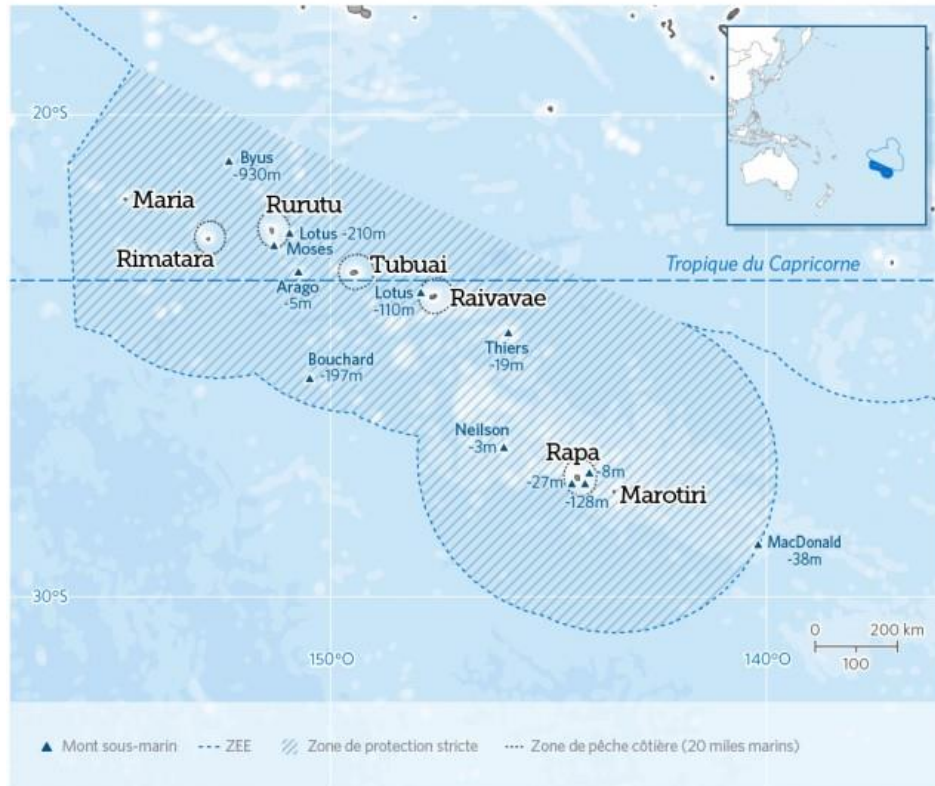 20°S
Byus
-930m
Maria
Rurutu
Lotus -210m
Moses
Rimatara
Tubuai
Tropique du Capricorne
Arago
-5m
Lotus
-110m
Raivavae
Thiers
-19m
Bouchard
-197m
Neilson
-3m
Rapa
-8m
-27m
-128m
Marotiri
MacDonald
-38m
30°S
0 200 km
100
150°O
140°O
Mont sous-marin
ZEE
Zone de protection stricte
Zone de pêche côtière (20 miles marins)